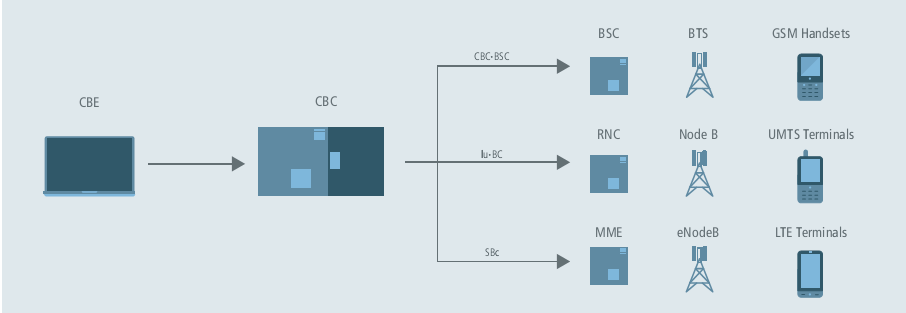 CBE
CBC
CBC-BSC
Iu-BC
SBc
BSC
BTS
GSM Handsets
RNC
Node B
UMTS Terminals
MME
eNodeB
LTE Terminals